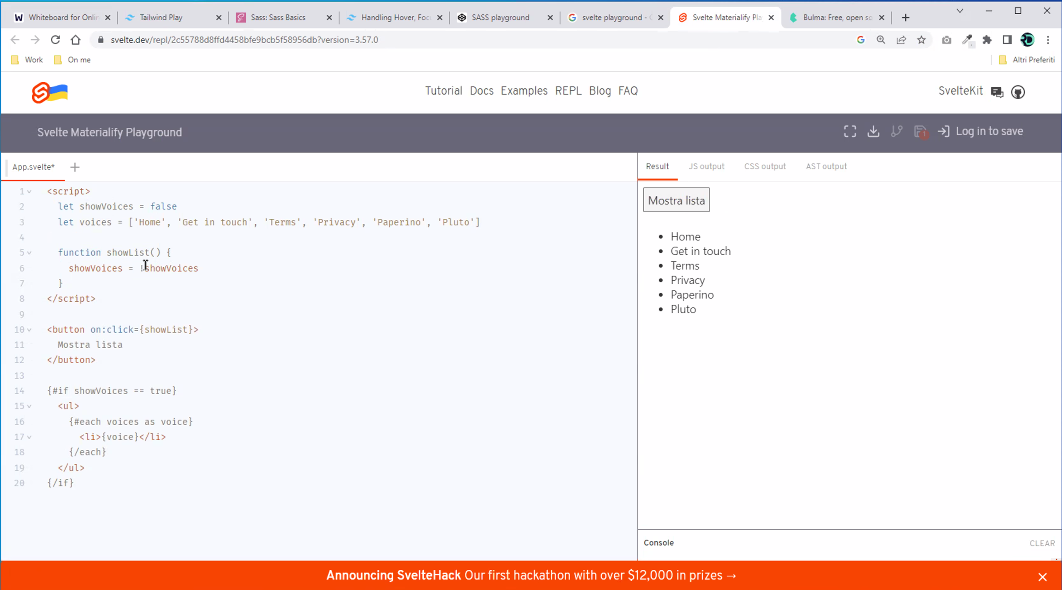 Whiteboard for Onlin
Tailwind Play
Sass: Sass Basics
Handling Hover, Foc
SASS playground
svelte playground -
Svelte Materialify Pla
Bulma: Free, open so
svelte.dev/repl/2c55788d8ffd4458bfe9bcb5f58956db?version=3.57.0
Work
On me
Altri Preferiti
Tutorial Docs Examples REPL Blog FAQ
SvelteKit
Svelte Materialify Playground
Log in to save
App.svelte*
Result
JS output
CSS output
AST output
1 <script>
2 let showVoices = false
3 let voices = ['Home', 'Get in touch', 'Terms', 'Privacy', 'Paperino', 'Pluto']
4
5 function showList() {
6 showVoices = !showVoices
7 }
8 </script>
9
10 <button on:click={showList}>
11 Mostra lista
12 </button>
13
14 {#if showVoices == true}
15 <ul>
16 {#each voices as voice}
17 <li>{voice}</li>
18 {/each}
19 </ul>
20 {/if}
Mostra lista
• Home
• Get in touch
• Terms
• Privacy
• Paperino
• Pluto
Console
CLEAR
Announcing SvelteHack Our first hackathon with over $12,000 in prizes →